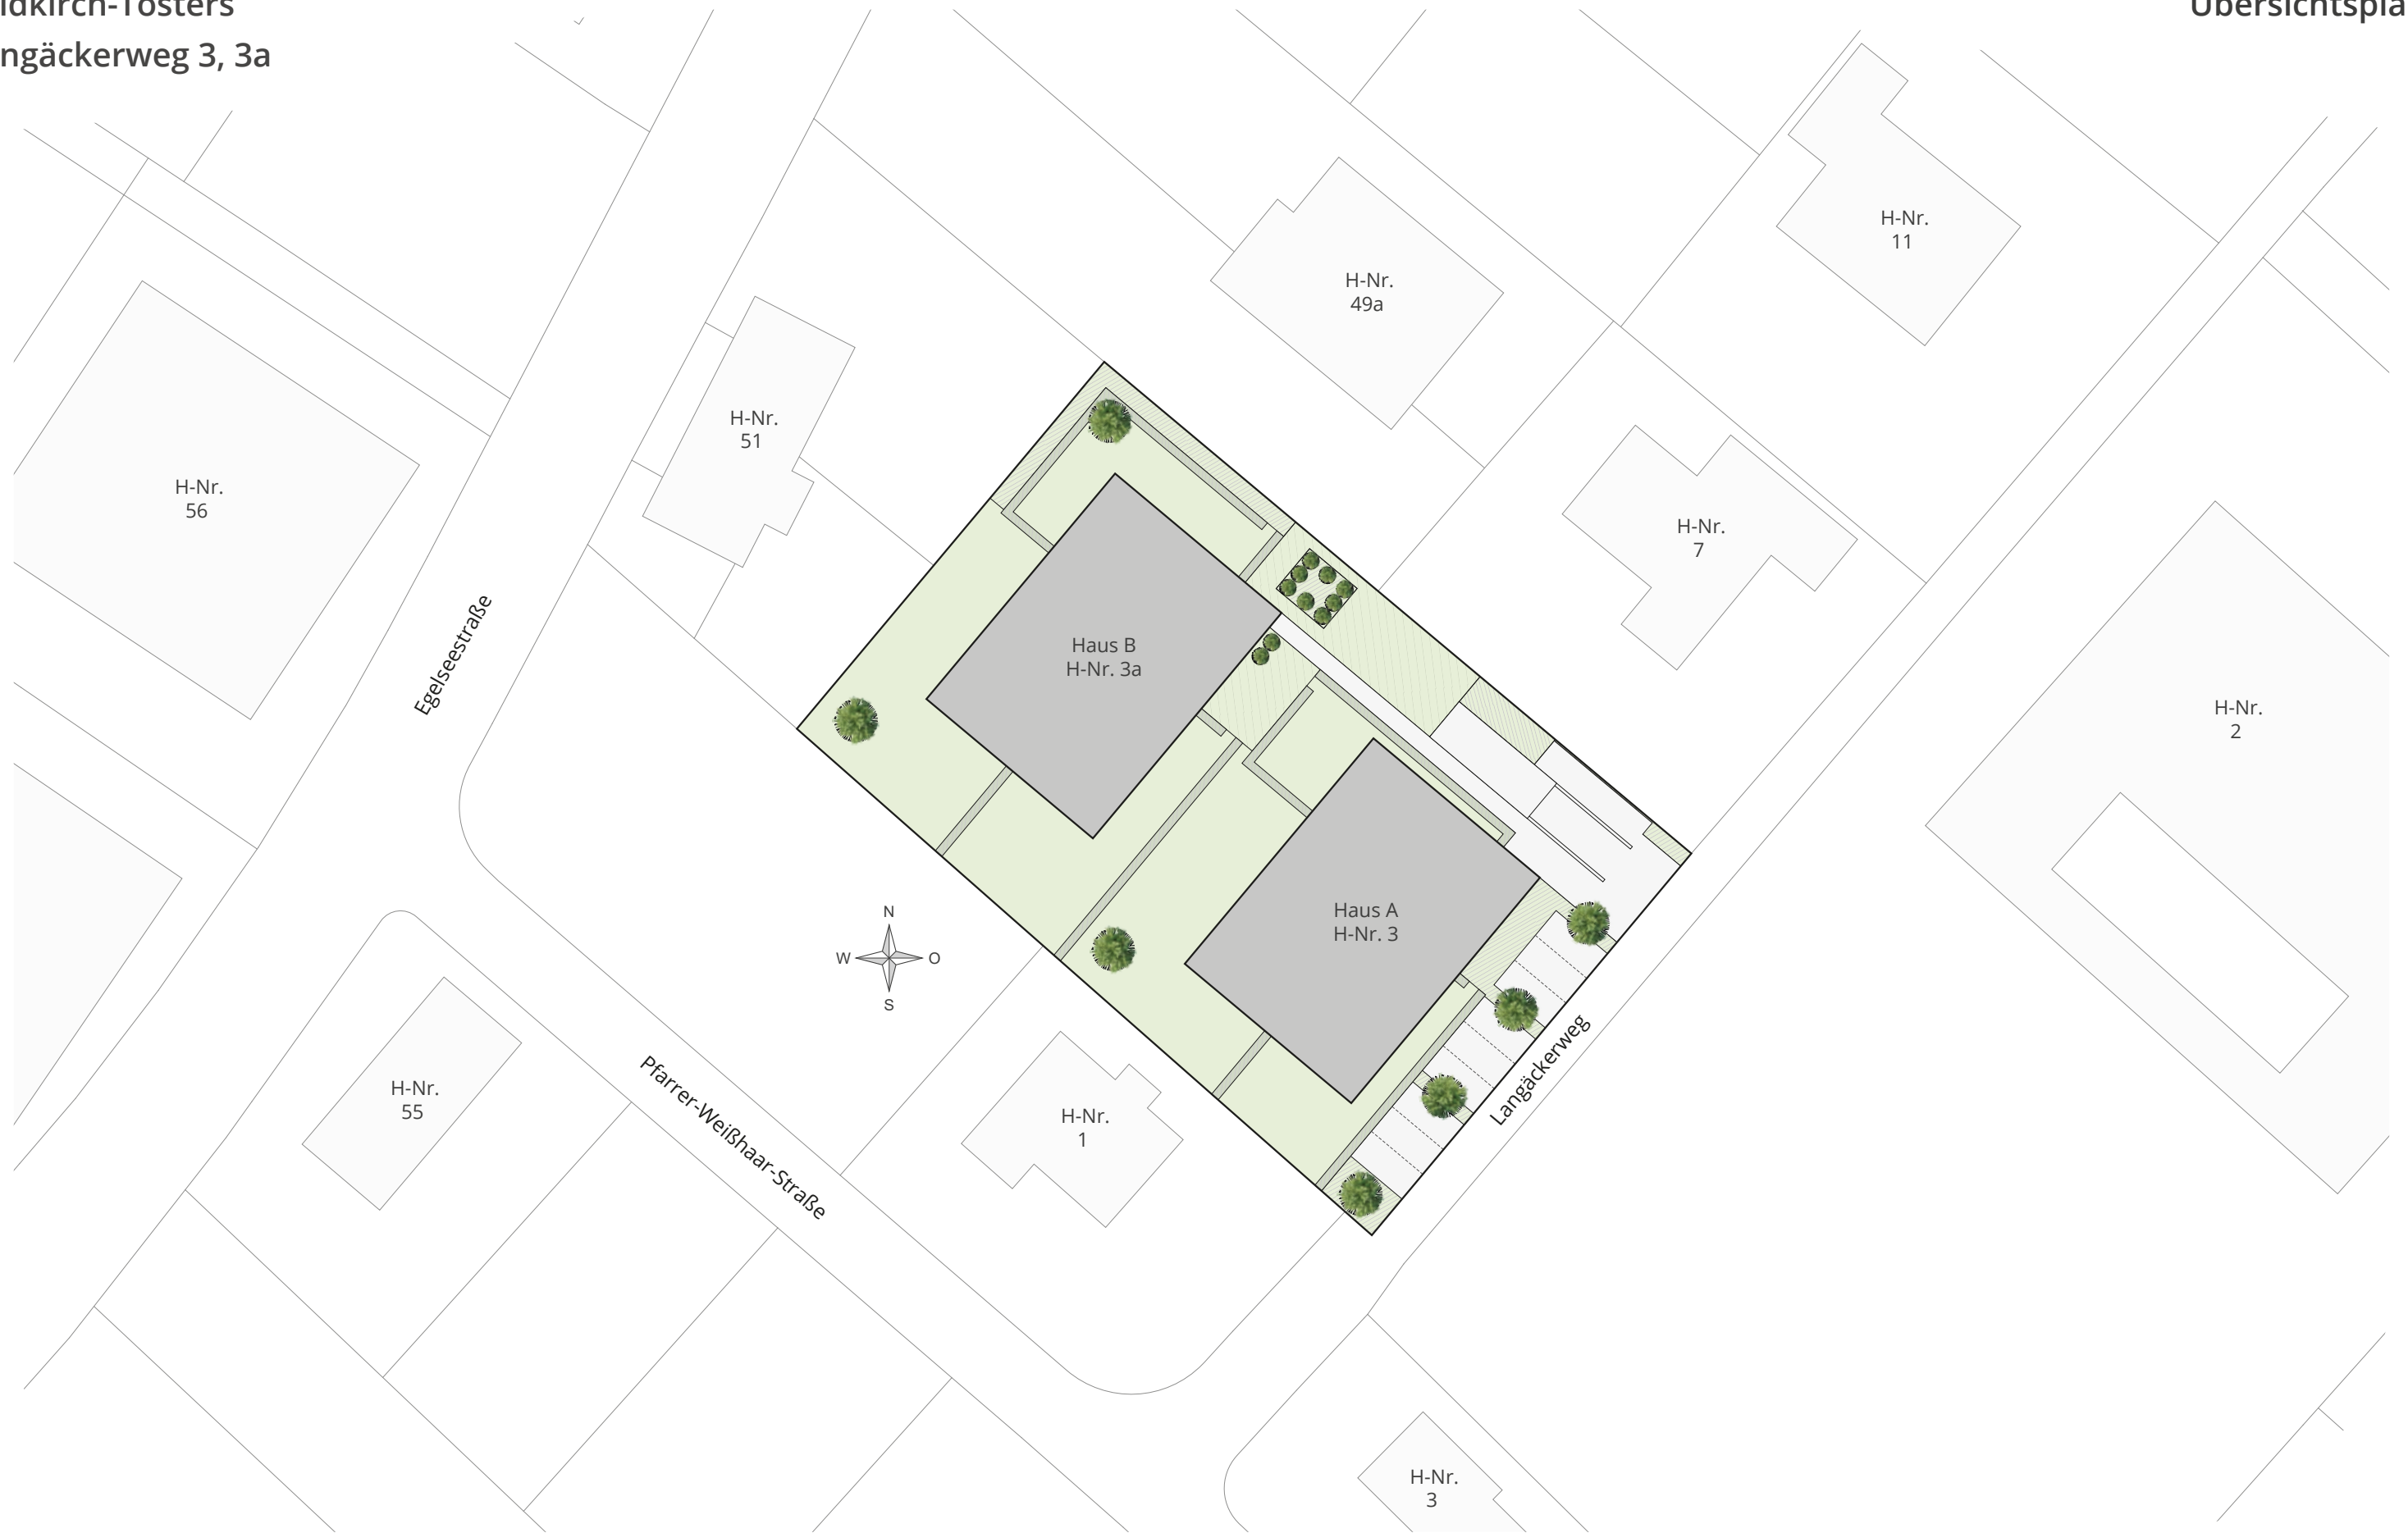 ldkirch-Tosters
ngäckerweg 3, 3a
Übersichtspla
H-Nr.
11
H-Nr.
49a
H-Nr.
51
H-Nr.
56
H-Nr.
7
Haus B
H-Nr. 3a
H-Nr.
2
Egelseestraße
Haus A
H-Nr. 3
N
W
O
S
Langäckerweg
Pfarrer-Weißhaar-Straße
H-Nr.
55
H-Nr.
1
H-Nr.
3